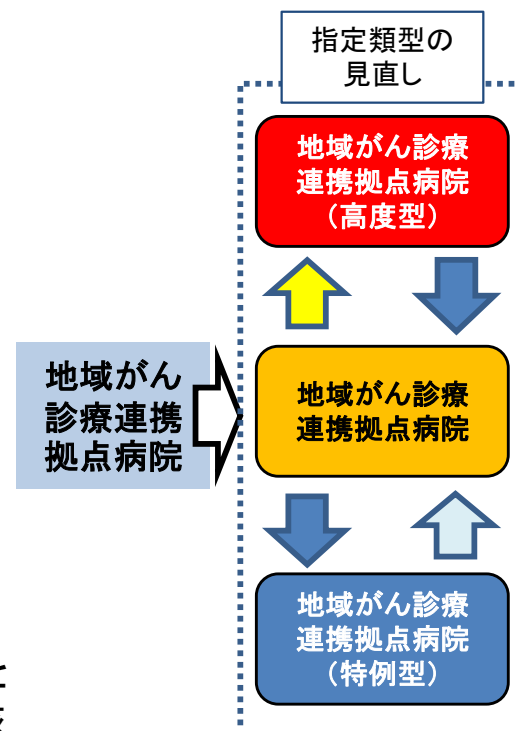 指定類型の
見直し
地域がん診療
連携拠点病院
（高度型）
地域がん
診療連携
拠点病院
地域がん診療
連携拠点病院
地域がん診療
連携拠点病院
（特例型）